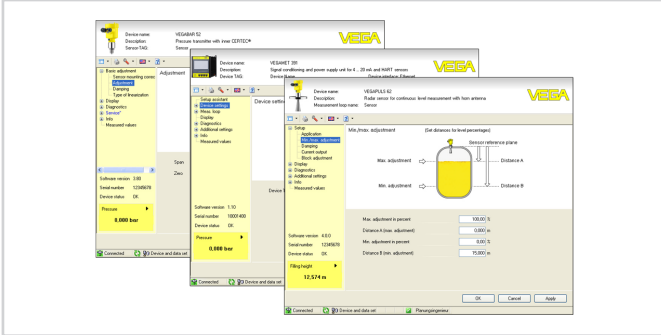 Device name: VEGABAR 52
Description: Pressure transmitter with inner CERTEC®
Sensor-TAG: Sensor
VEGA
Basic adjustment
Sensor mounting correc
Adjustment
Damping
Type of linearization
Display
Diagnostics
Service
Info
Measured values
Adjustment
Span
Zero
Software version 3.80
Serial number 12345678
Device status OK
Pressure
0,000 bar
Connected
Device and data set
Device name: VEGAMET 391
Description: Signal conditioning and power supply unit for 4 ... 20 mA and HART sensors
Device TAG: Device Name
Device interface: Ethernet
VEGA
Setup assistant
Device settings
Meas. loop
Display
Diagnostics
Additional settings
Info
Measured values
Device settin
Device T
Software version 1.10
Serial number 10001400
Device status OK
Pressure
0,000 bar
Connected
Device and data set
Device name: VEGAPULS 62
Description: Radar sensor for continuous level measurement with horn antenna
Measurement loop name: Sensor
VEGA
Setup
Application
Min./max. adjustment
Damping
Current output
Block adjustment
Display
Diagnostics
Additional settings
Info
Measured values
Min./max. adjustment
(Set distances for level percentages)
Sensor reference plane
Max. adjustment
Distance A
Min. adjustment
Distance B
Max. adjustment in percent 100,00 %
Distance A (max. adjustment) 0,000 m
Min. adjustment in percent 0,00 %
Distance B (min. adjustment) 15,000 m
Software version 4.0.0
Serial number 12345678
Device status OK
Filling height
12,574 m
OK
Cancel
Apply
Connected
Device and data set
Planungsingenieur